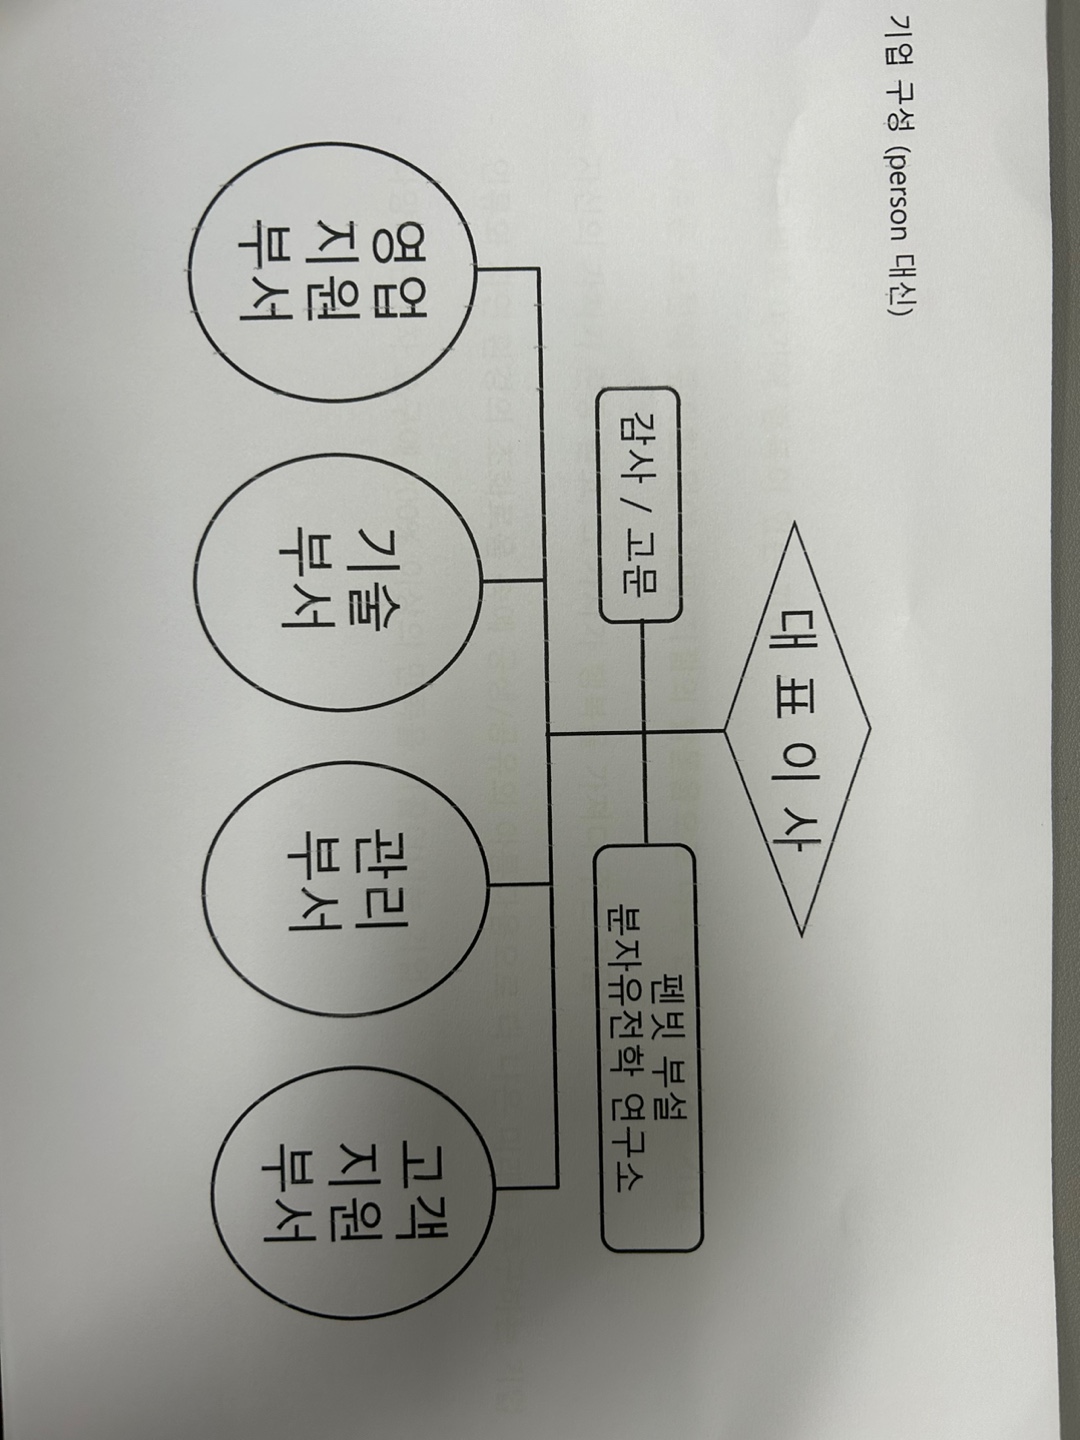 기업 구성 (person 대신)
대 표 이 사
감사 / 고문
펜빗 부설
분자유전학 연구소
영업
지원
부서
기술
부서
관리
부서
고객
지원
부서